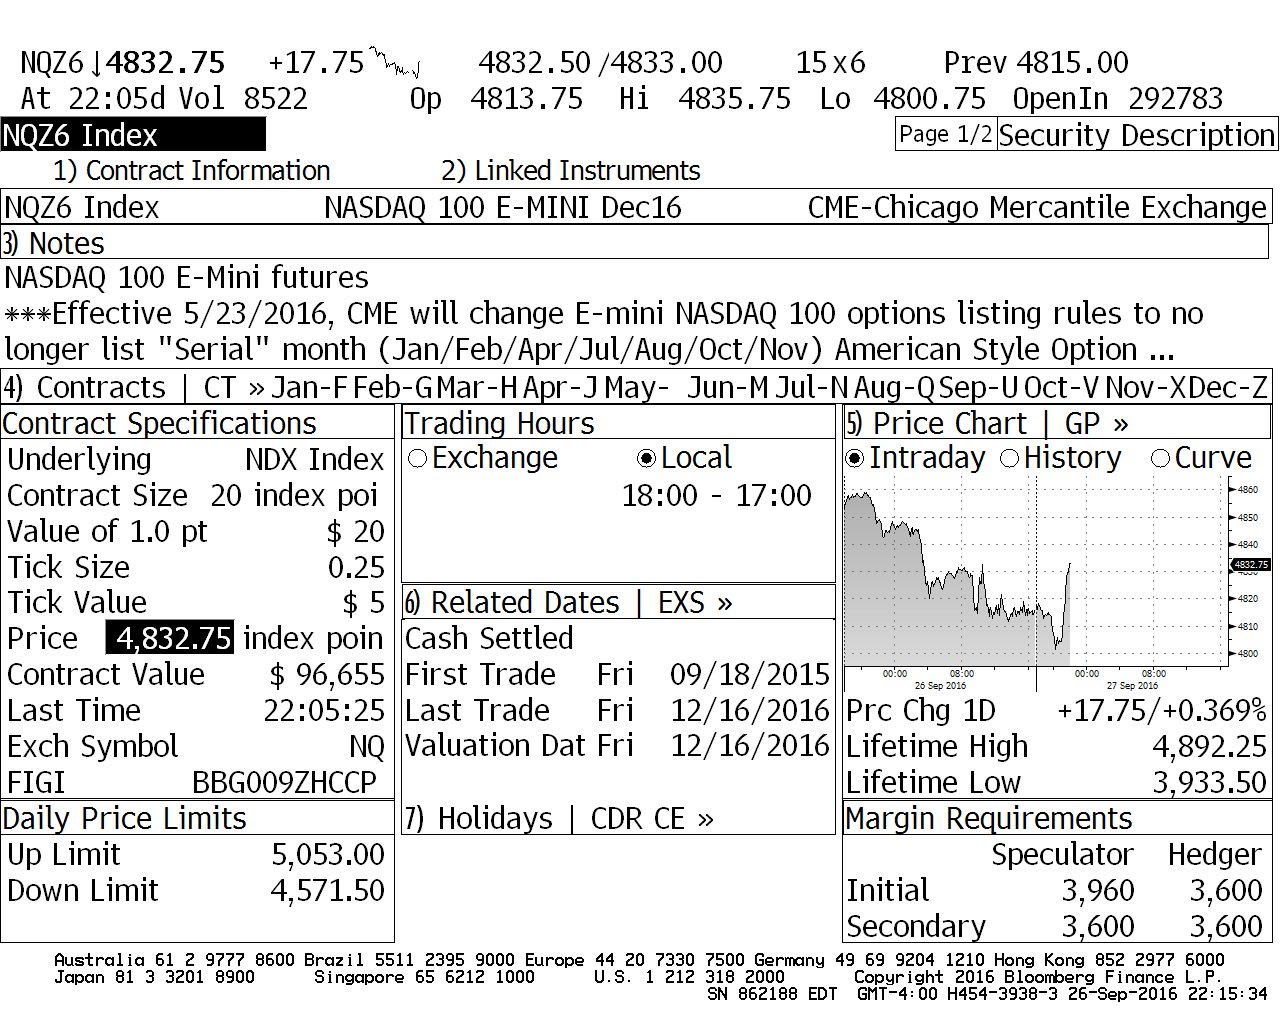 NQZ6 ↓4832.75 +17.75 4832.50 /4833.00 15x6 Prev 4815.00
At 22:05d Vol 8522 Op 4813.75 Hi 4835.75 Lo 4800.75 OpenIn 292783
NQZ6 Index Page 1/2 Security Description
1) Contract Information 2) Linked Instruments
NQZ6 Index NASDAQ 100 E-MINI Dec16 CME-Chicago Mercantile Exchange
3) Notes
NASDAQ 100 E-Mini futures
***Effective 5/23/2016, CME will change E-mini NASDAQ 100 options listing rules to no
longer list "Serial" month (Jan/Feb/Apr/Jul/Aug/Oct/Nov) American Style Option ...
4) Contracts | CT » Jan-F Feb-G Mar-H Apr-J May- Jun-M Jul-N Aug-Q Sep-U Oct-V Nov-X Dec-Z
Contract Specifications
Underlying NDX Index
Contract Size 20 index poi
Value of 1.0 pt $ 20
Tick Size 0.25
Tick Value $ 5
Price 4,832.75 index poin
Contract Value $ 96,655
Last Time 22:05:25
Exch Symbol NQ
FIGI BBG009ZHCCP
Daily Price Limits
Up Limit 5,053.00
Down Limit 4,571.50
Trading Hours
Exchange Local
18:00 - 17:00
6) Related Dates | EXS »
Cash Settled
First Trade Fri 09/18/2015
Last Trade Fri 12/16/2016
Valuation Dat Fri 12/16/2016
7) Holidays | CDR CE »
5) Price Chart | GP »
Intraday History Curve
4860
4850
4840
4832.75
4830
4820
4810
4800
00:00 08:00 00:00 08:00
26 Sep 2016 27 Sep 2016
Prc Chg 1D +17.75/+0.369%
Lifetime High 4,892.25
Lifetime Low 3,933.50
Margin Requirements
Speculator Hedger
Initial 3,960 3,600
Secondary 3,600 3,600
Australia 61 2 9777 8600 Brazil 5511 2395 9000 Europe 44 20 7330 7500 Germany 49 69 9204 1210 Hong Kong 852 2977 6000
Japan 81 3 3201 8900 Singapore 65 6212 1000 U.S. 1 212 318 2000 Copyright 2016 Bloomberg Finance L.P.
SN 862188 EDT GMT-4:00 H454-3938-3 26-Sep-2016 22:15:34